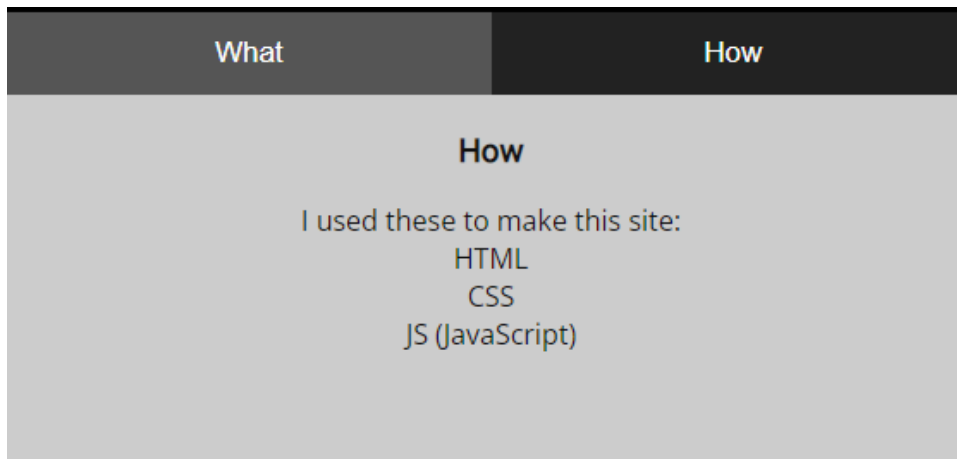 What How
How
I used these to make this site:
HTML
CSS
JS (JavaScript)